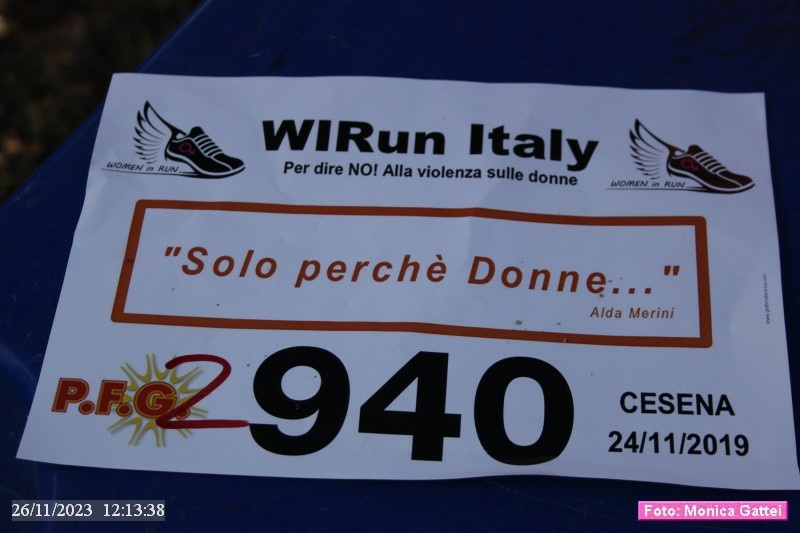 WIRun Italy
Per dire NO! Alla violenza sulle donne
WOMEN in RUN
WOMEN in RUN
"Solo perchè Donne..."
Alda Merini
P.F.G. 2 940
CESENA
24/11/2019
26/11/2023 12:13:38
Foto: Monica Gattei